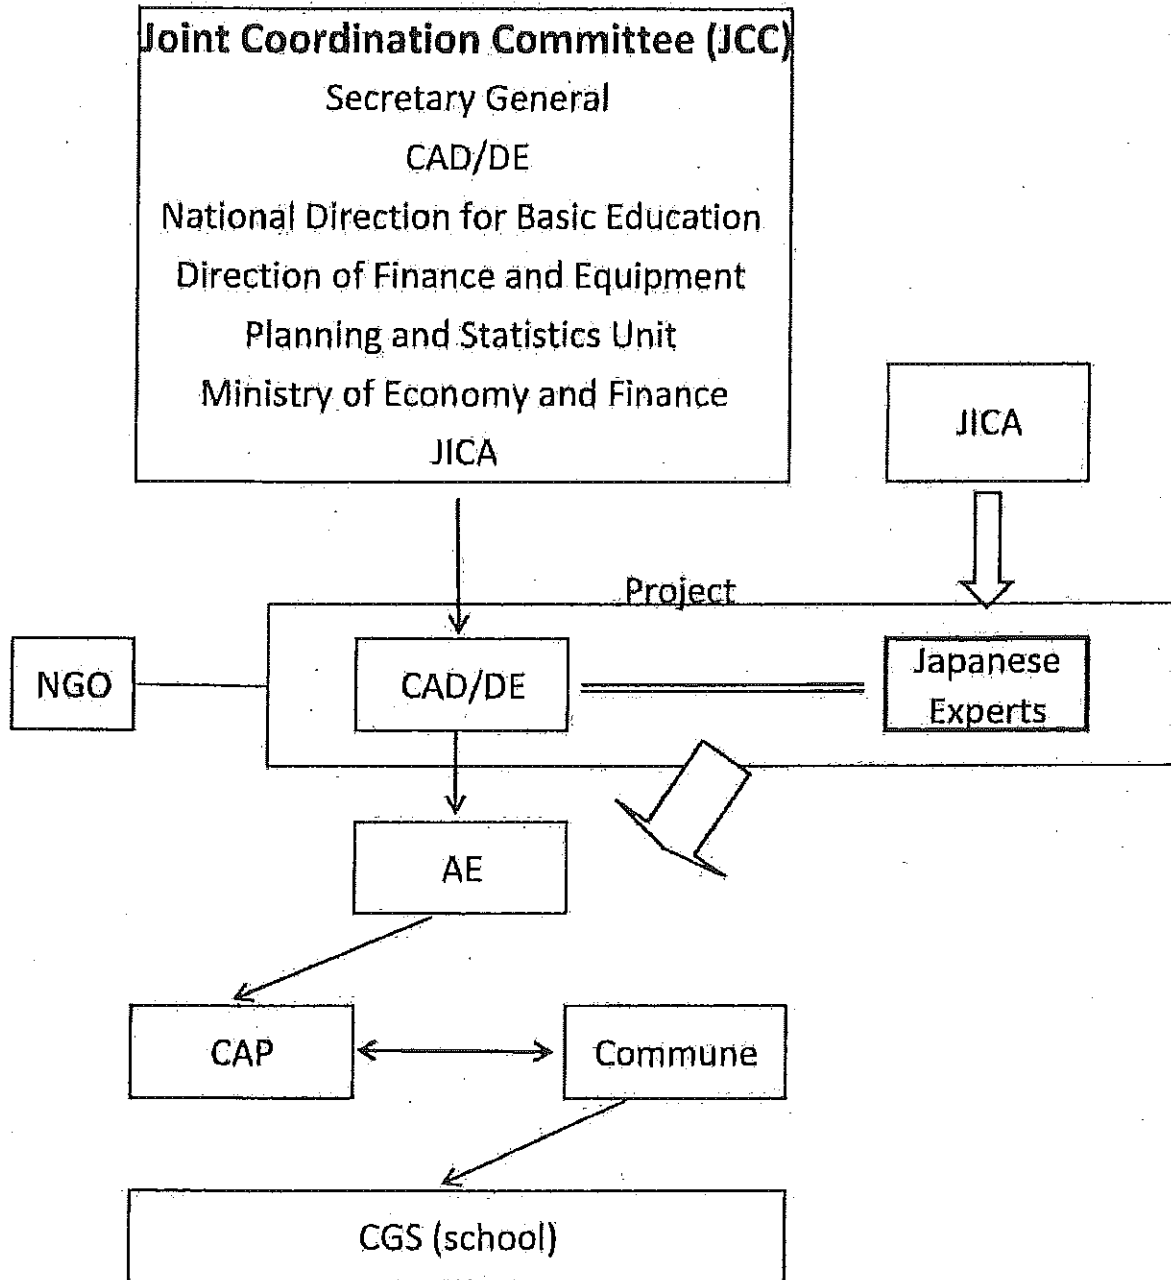 Joint Coordination Committee (JCC)
Secretary General
CAD/DE
National Direction for Basic Education
Direction of Finance and Equipment
Planning and Statistics Unit
Ministry of Economy and Finance
JICA
JICA
Project
NGO
CAD/DE
Japanese
Experts
AE
CAP
Commune
CGS (school)